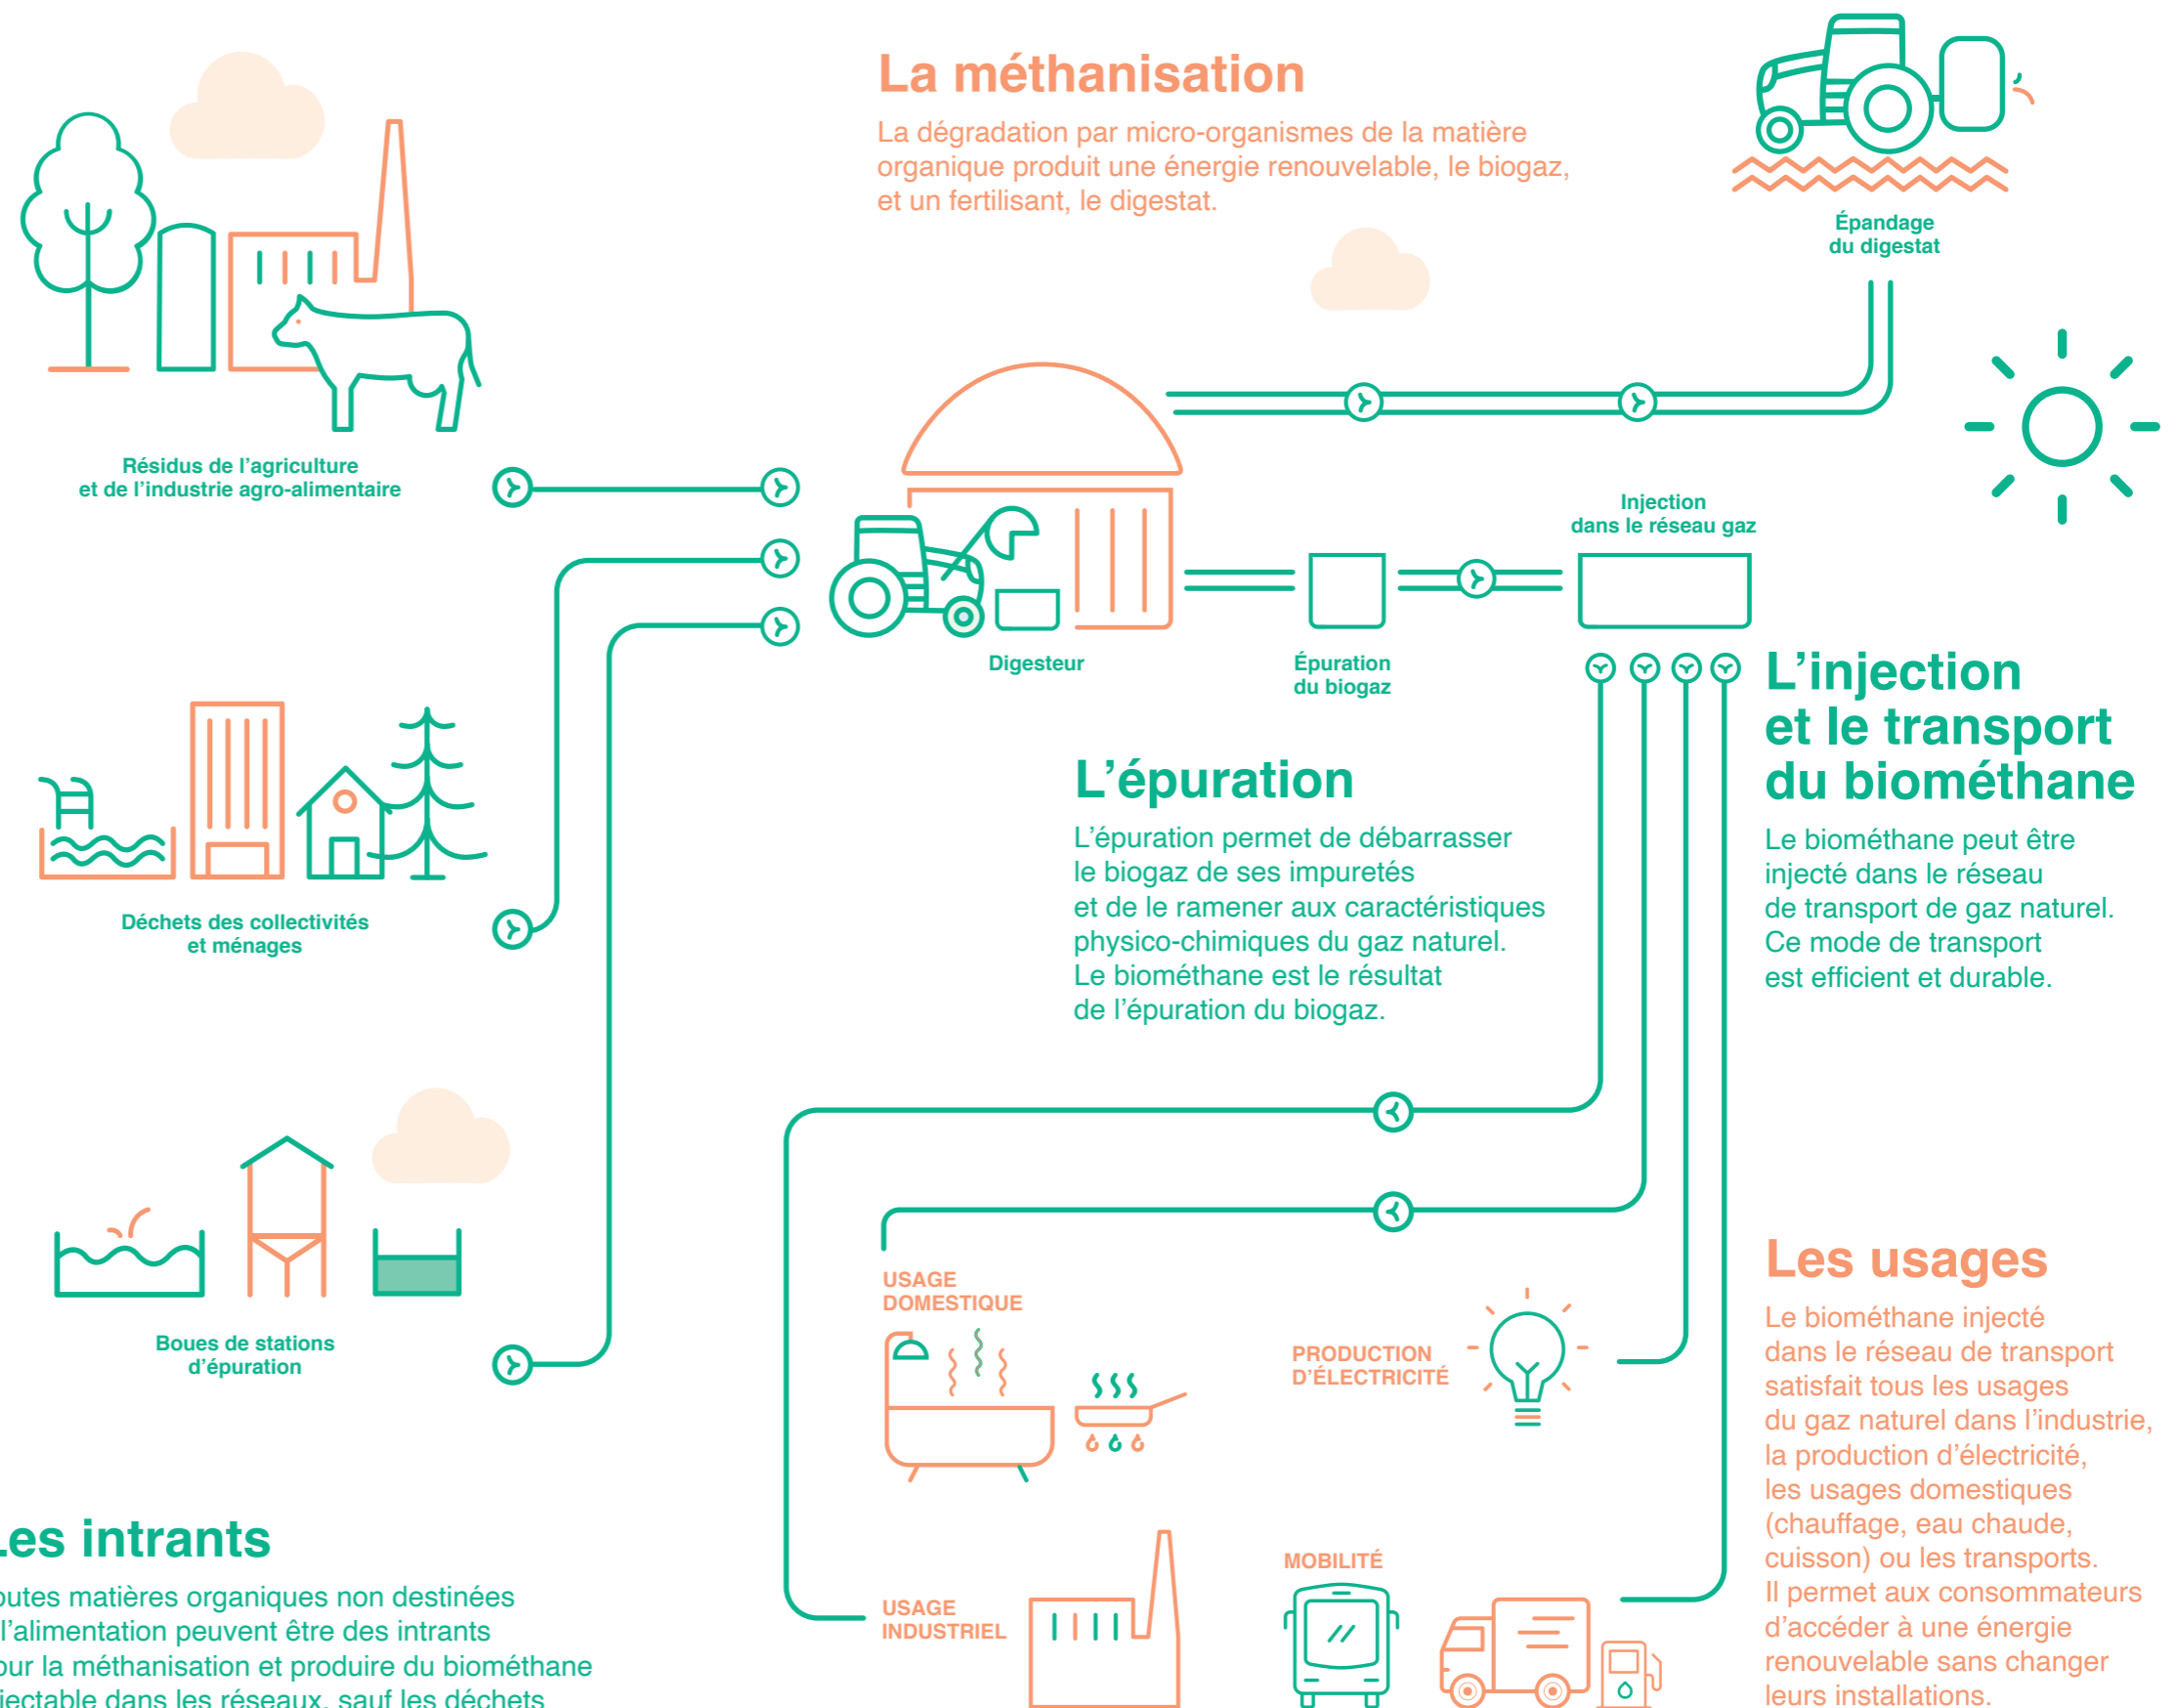 La méthanisation
La dégradation par micro-organismes de la matière
organique produit une énergie renouvelable, le biogaz,
et un fertilisant, le digestat.
Épandage
du digestat
Résidus de l'agriculture
et de l'industrie agro-alimentaire
Injection
dans le réseau gaz
Digesteur
Épuration
du biogaz
L'injection
et le transport
du biométhane
Le biométhane peut être
injecté dans le réseau
de transport de gaz naturel.
Ce mode de transport
est efficient et durable.
L'épuration
L'épuration permet de débarrasser
le biogaz de ses impuretés
et de le ramener aux caractéristiques
physico-chimiques du gaz naturel.
Le biométhane est le résultat
de l'épuration du biogaz.
Déchets des collectivités
et ménages
Boues de stations
d'épuration
USAGE
DOMESTIQUE
PRODUCTION
D'ÉLECTRICITÉ
USAGE
INDUSTRIEL
MOBILITÉ
Les usages
Le biométhane injecté
dans le réseau de transport
satisfait tous les usages
du gaz naturel dans l'industrie,
la production d'électricité,
les usages domestiques
(chauffage, eau chaude,
cuisson) ou les transports.
Il permet aux consommateurs
d'accéder à une énergie
renouvelable sans changer
leurs installations.
Les intrants
outes matières organiques non destinées
l'alimentation peuvent être des intrants
our la méthanisation et produire du biométhane
jectable dans les réseaux, sauf les déchets